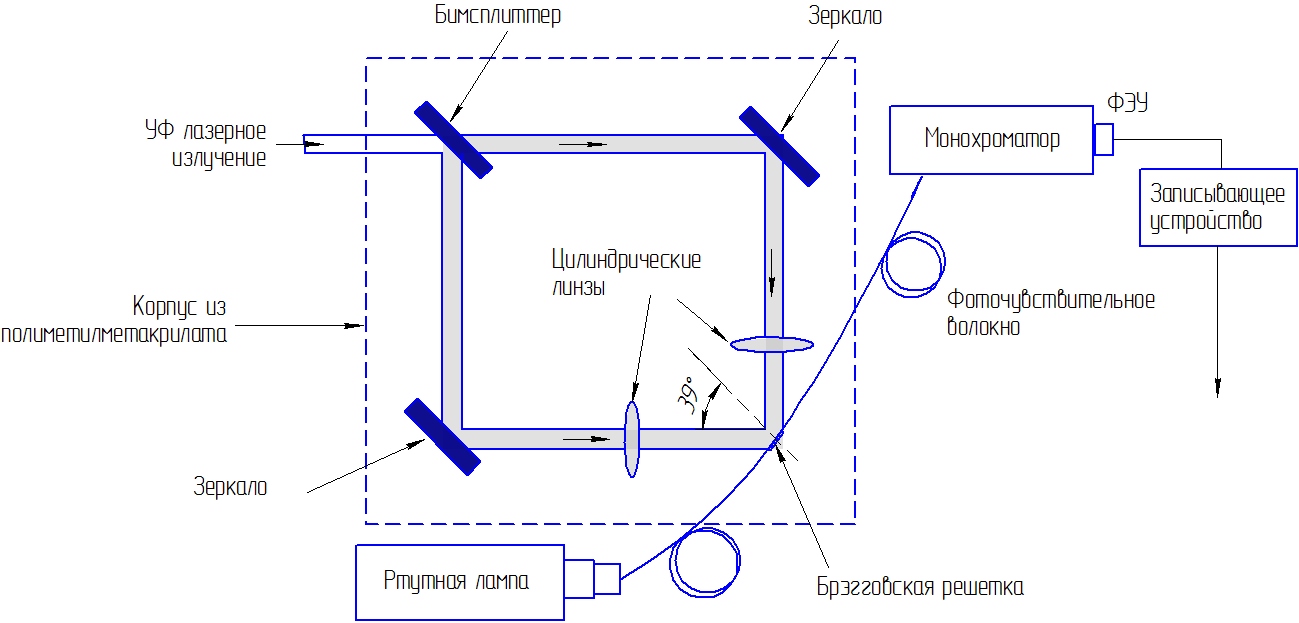 Бимсплиттер
Зеркало
УФ лазерное
излучение
ФЭУ
Монохроматор
Записывающее
устройство
Цилиндрические
линзы
Фоточувствительное
волокно
Корпус из
полиметилметакрилата
39°
Зеркало
Ртутная лампа
Брэгговская решетка